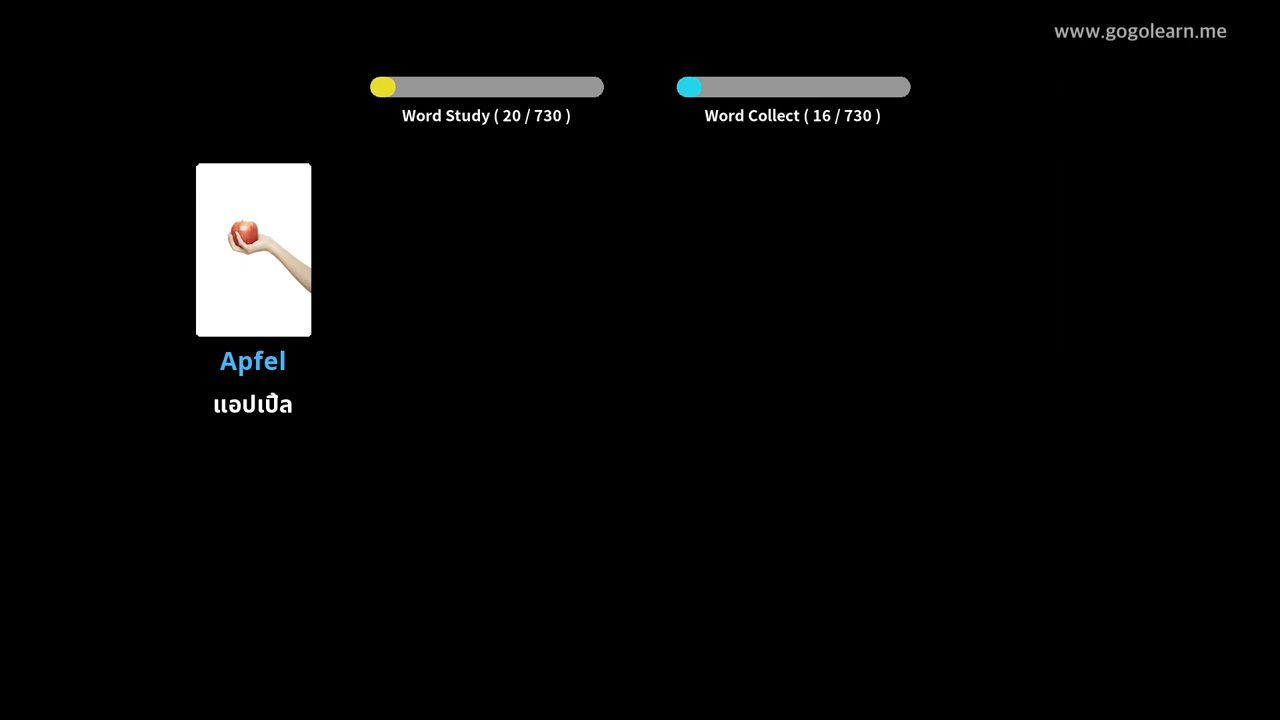 www.gogolearn.me
Word Study ( 20 / 730 )
Word Collect ( 16 / 730 )
Apfel
แอปเปิ้ล